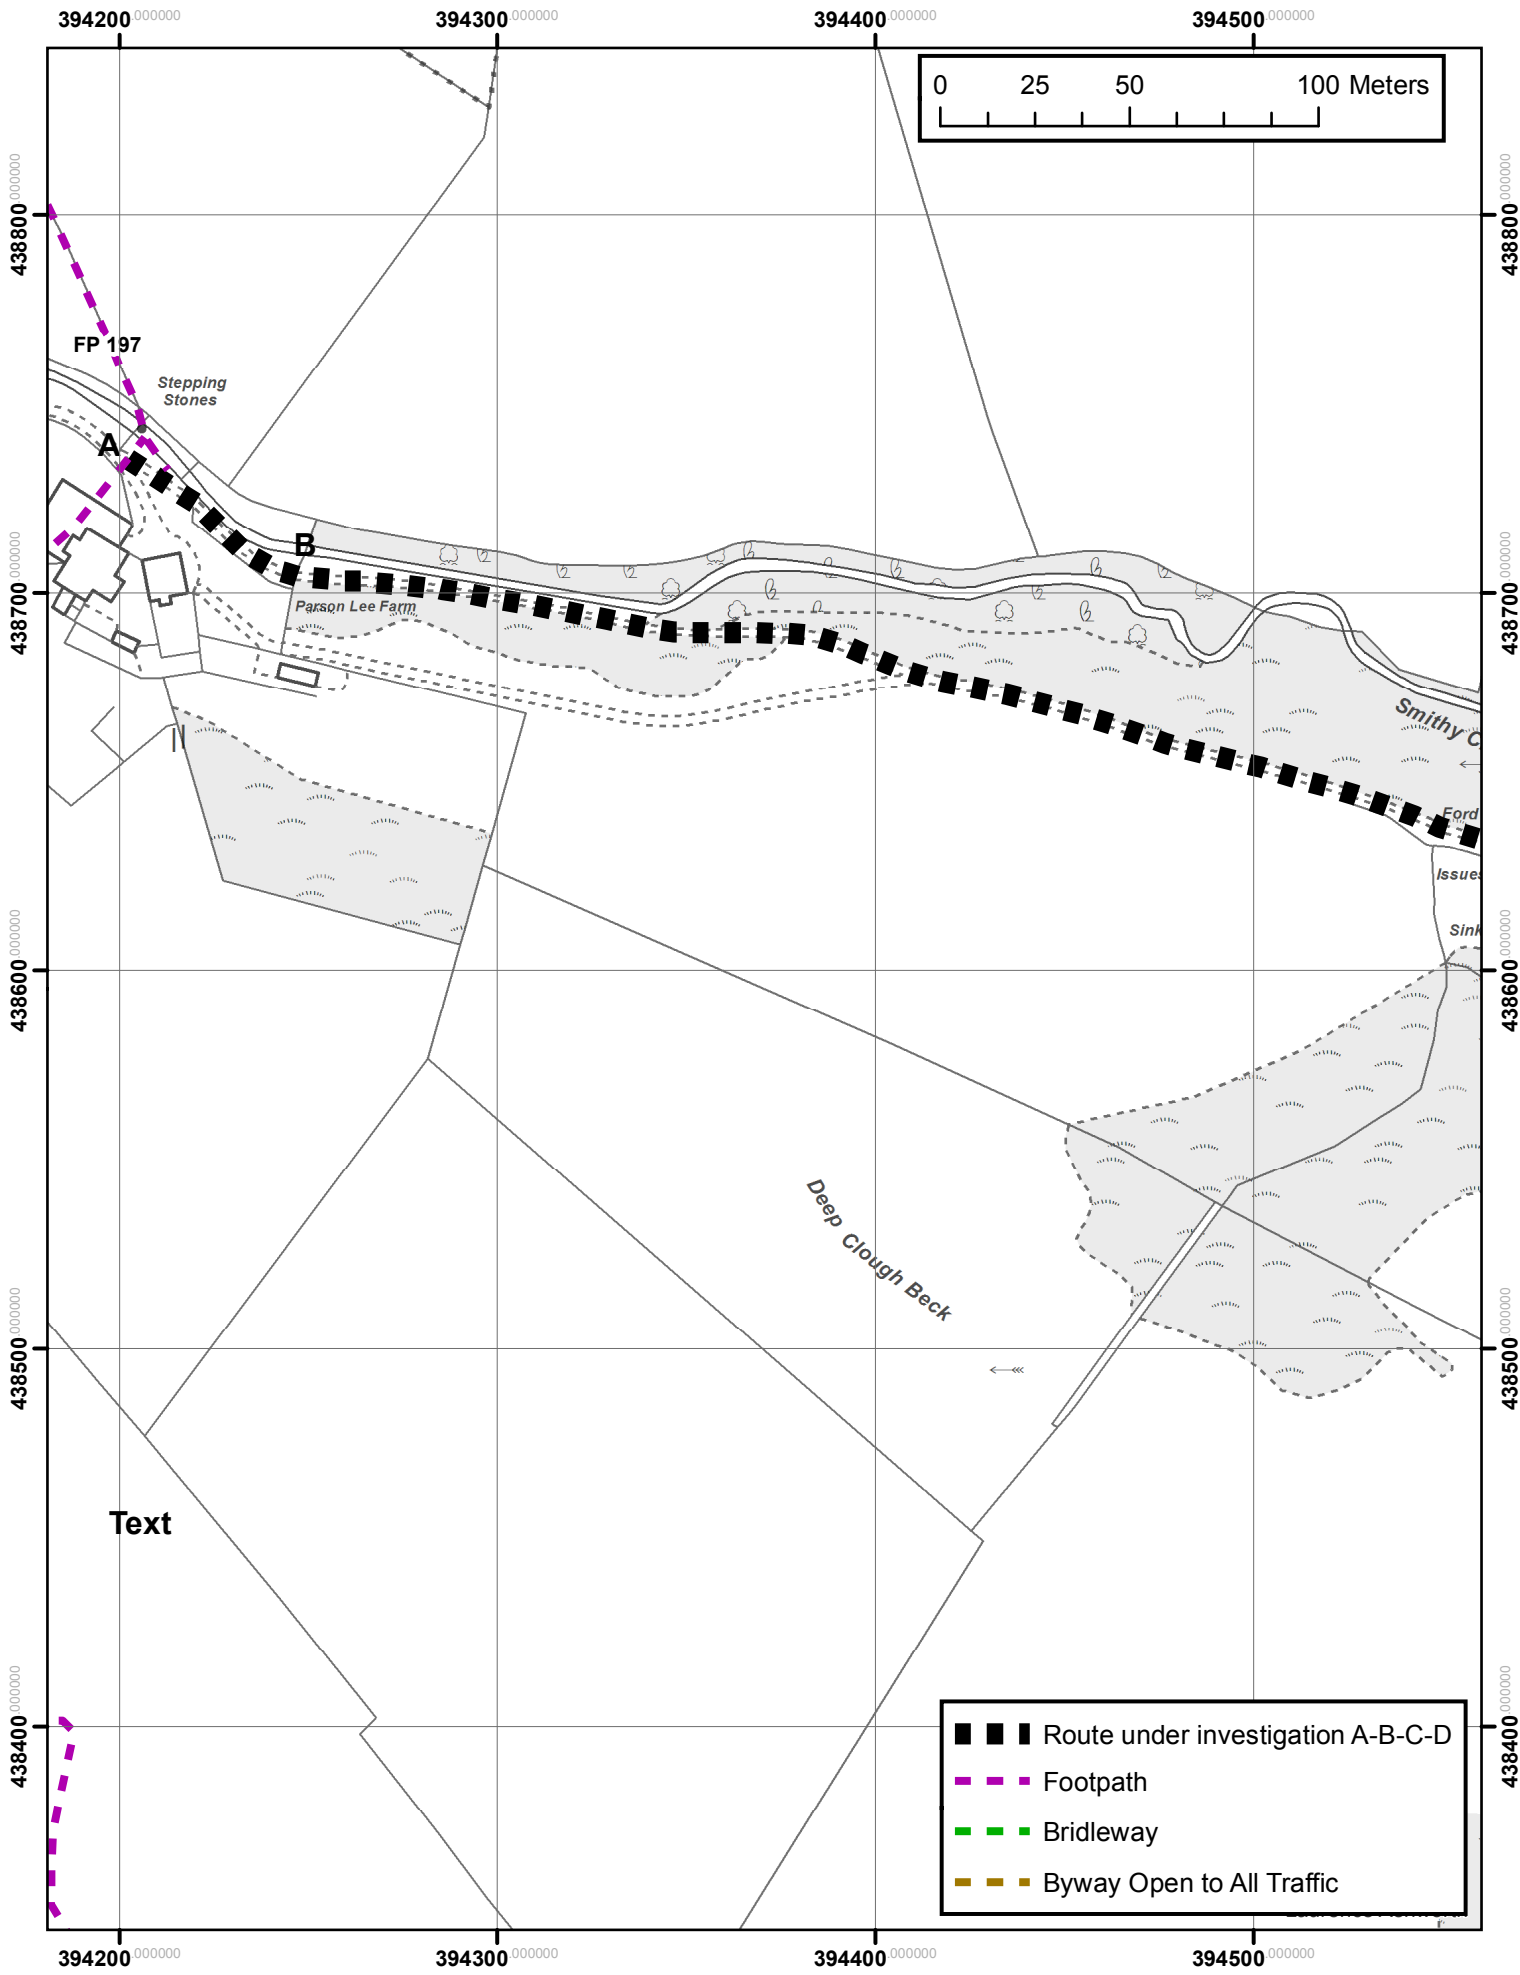 394200.000000 394300.000000 394400.000000 394500.000000
0 25 50 100 Meters
438800.000000
438800.000000
FP 197
Stepping
Stones
A
B
438700.000000
438700.000000
Parson Lee Farm
Smithy C
Ford
Issues
Sink
438600.000000
438600.000000
Deep Clough Beck
438500.000000
438500.000000
Text
438400.000000
438400.000000
Route under investigation A-B-C-D
Footpath
Bridleway
Byway Open to All Traffic
394200.000000 394300.000000 394400.000000 394500.000000